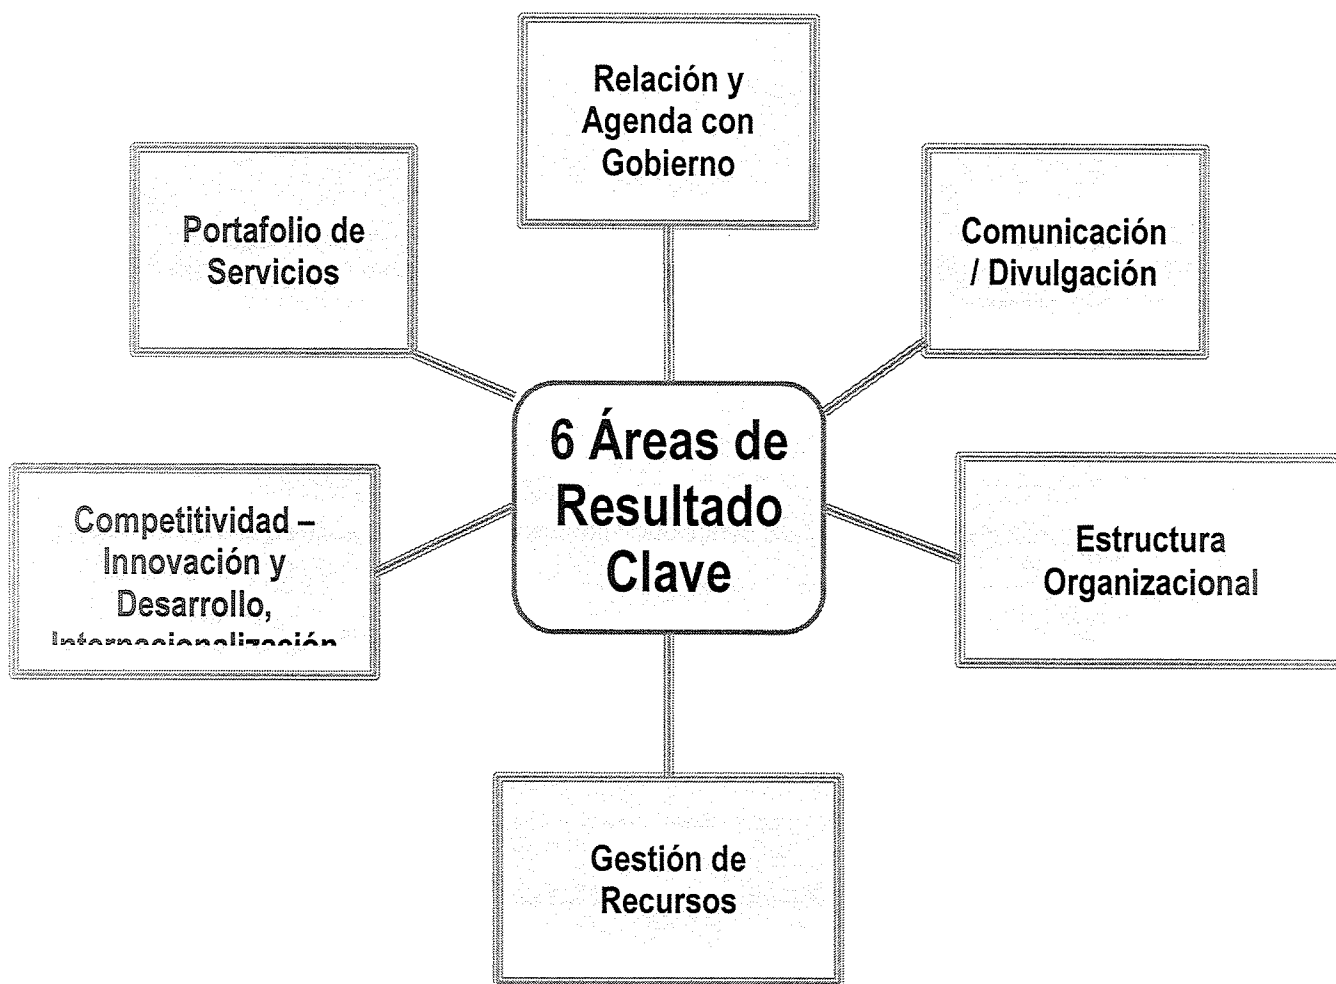 Relación y
Agenda con
Gobierno
Portafolio de
Servicios
Comunicación
/ Divulgación
6 Áreas de
Resultado
Clave
Competitividad –
Innovación y
Desarrollo,
Internacionalización
Estructura
Organizacional
Gestión de
Recursos